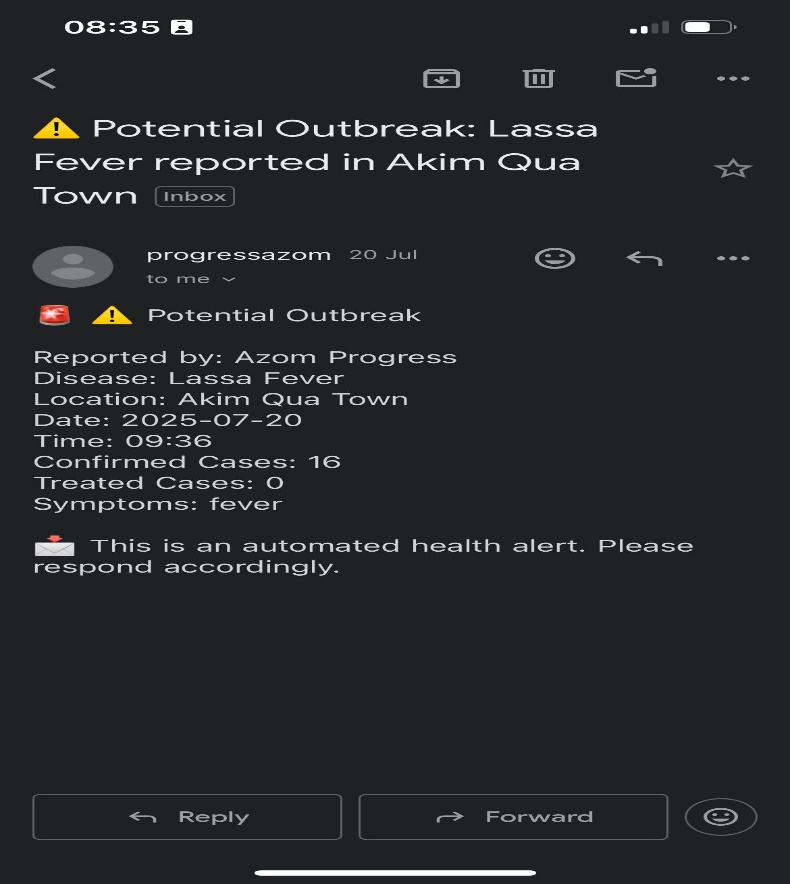 08:35
⚠️ Potential Outbreak: Lassa
Fever reported in Akim Qua
Town Inbox
progressazom 20 Jul
to me
🚨 ⚠️ Potential Outbreak
Reported by: Azom Progress
Disease: Lassa Fever
Location: Akim Qua Town
Date: 2025-07-20
Time: 09:36
Confirmed Cases: 16
Treated Cases: 0
Symptoms: fever
📩 This is an automated health alert. Please
respond accordingly.
Reply Forward